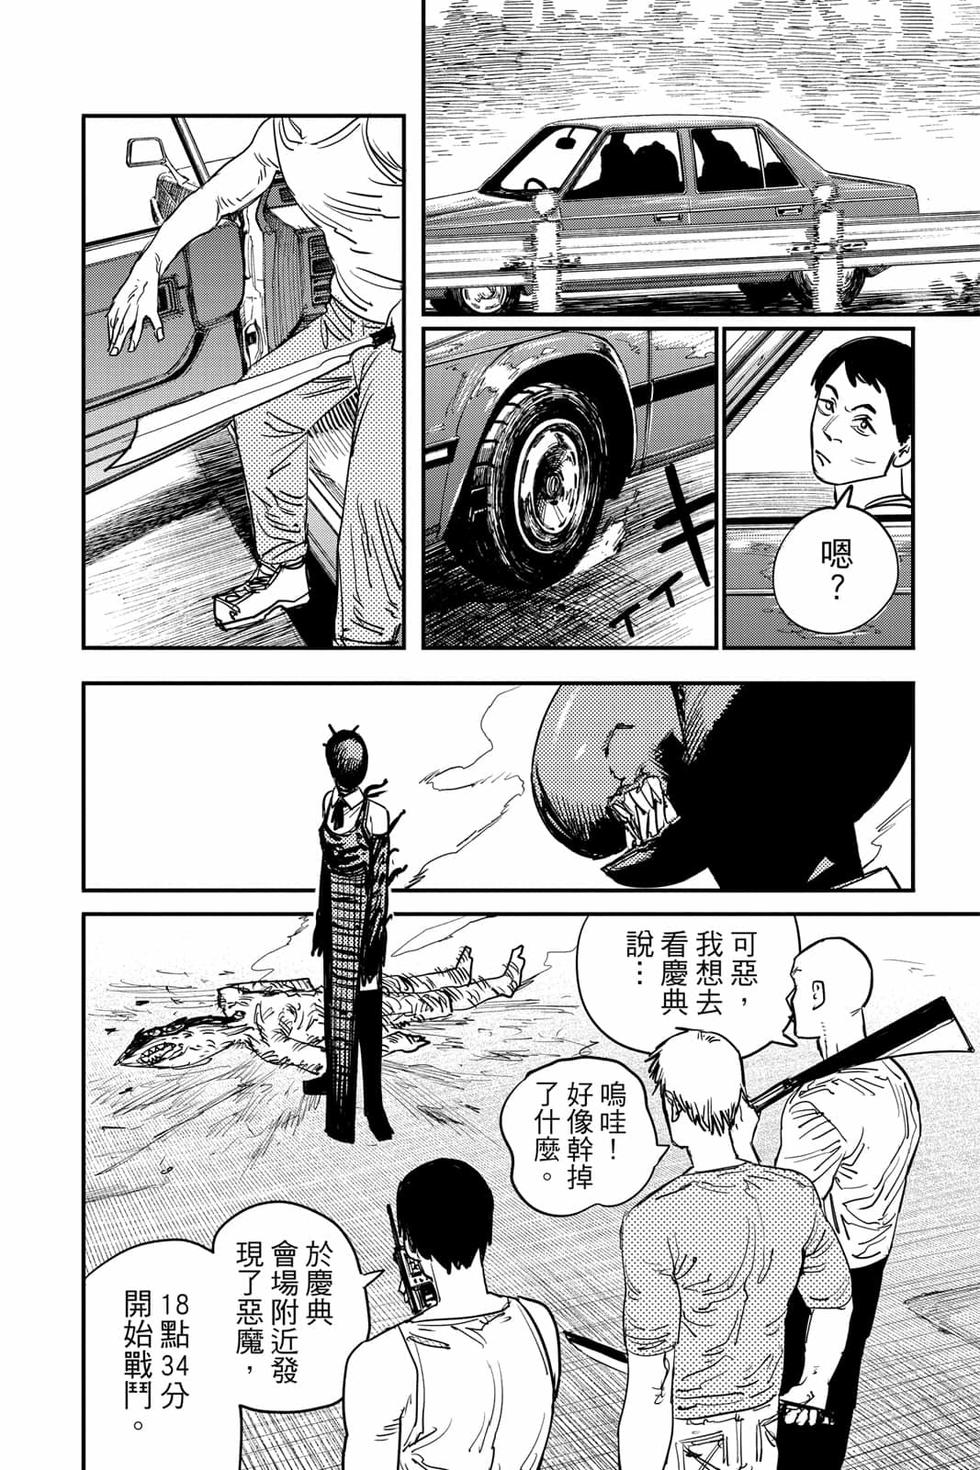 嗯？
ィィ
可惡，
我想去
看慶典
說…
嗚哇！
好像幹掉
了什麼。
於慶典
會場附近發
現了惡魔，
18點34分
開始戰鬥。